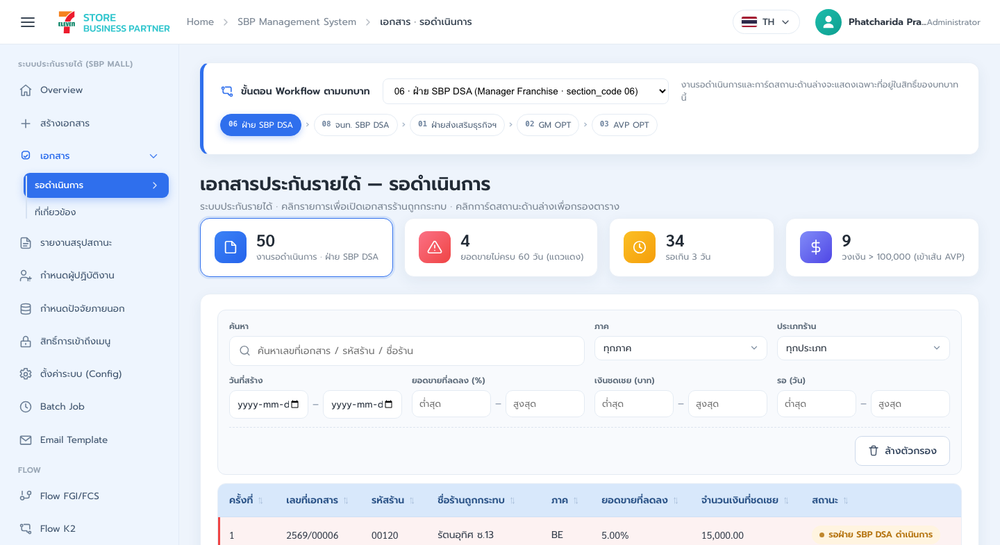 7 ELEVEN STORE BUSINESS PARTNER
Home > SBP Management System > เอกสาร · รอดำเนินการ
TH
Phatcharida Pra...Administrator
ระบบประกันรายได้ (SBP MALL)
Overview
สร้างเอกสาร
เอกสาร
รอดำเนินการ
ที่เกี่ยวข้อง
รายงานสรุปสถานะ
กำหนดผู้ปฏิบัติงาน
กำหนดปัจจัยภายนอก
สิทธิ์การเข้าถึงเมนู
ตั้งค่าระบบ (Config)
Batch Job
Email Template
FLOW
Flow FGI/FCS
Flow K2
ขั้นตอน Workflow ตามบทบาท
06 · ฝ่าย SBP DSA (Manager Franchise · section_code 06)
งานรอดำเนินการและการ์ดสถานะด้านล่างจะแสดงเฉพาะที่อยู่ในสิทธิ์ของบทบาท
นี้
06 ฝ่าย SBP DSA › 08 จนท. SBP DSA › 01 ฝ่ายส่งเสริมธุรกิจฯ › 02 GM OPT › 03 AVP OPT
เอกสารประกันรายได้ — รอดำเนินการ
ระบบประกันรายได้ · คลิกรายการเพื่อเปิดเอกสารร้านถูกกระทบ · คลิกการ์ดสถานะด้านล่างเพื่อกรองตาราง
50
งานรอดำเนินการ · ฝ่าย SBP DSA
4
ยอดขายไม่ครบ 60 วัน (แถวแดง)
34
รอเกิน 3 วัน
9
วงเงิน > 100,000 (เข้าเส้น AVP)
ค้นหา
ค้นหาเลขที่เอกสาร / รหัสร้าน / ชื่อร้าน
ภาค
ทุกภาค
ประเภทร้าน
ทุกประเภท
วันที่สร้าง
yyyy-mm-d – yyyy-mm-d
ยอดขายที่ลดลง (%)
ต่ำสุด – สูงสุด
เงินชดเชย (บาท)
ต่ำสุด – สูงสุด
รอ (วัน)
ต่ำสุด – สูงสุด
ล้างตัวกรอง
ครั้งที่ เลขที่เอกสาร รหัสร้าน ชื่อร้านถูกกระทบ ภาค ยอดขายที่ลดลง จำนวนเงินที่ชดเชย สถานะ
1 2569/00006 00120 รัตนอุทิศ ซ.13 BE 5.00% 15,000.00 รอฝ่าย SBP DSA ดำเนินการ